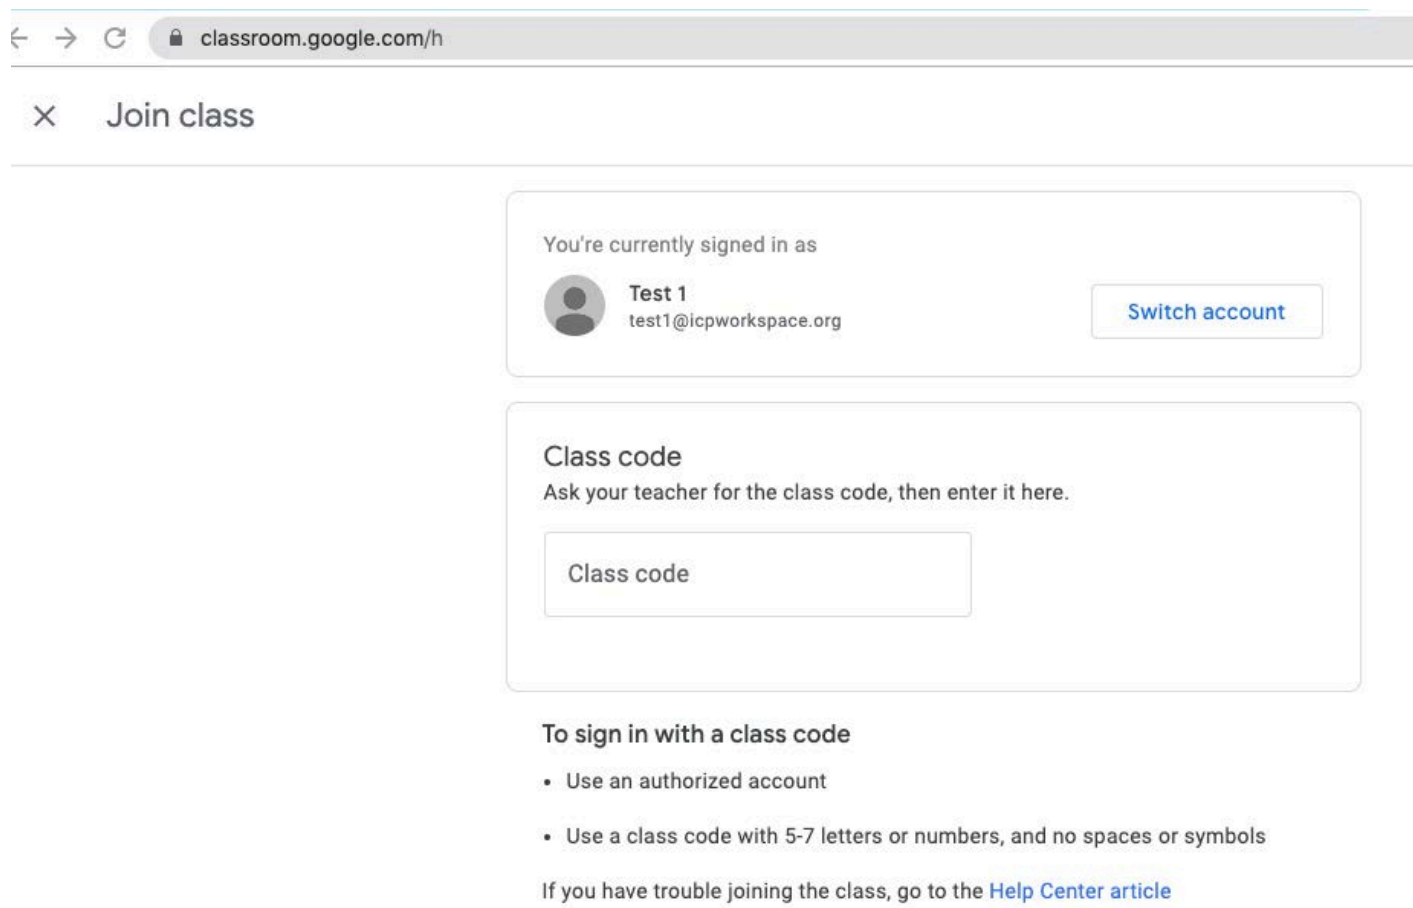 classroom.google.com/h
Join class
You're currently signed in as
Test 1
test1@icpworkspace.org
Switch account
Class code
Ask your teacher for the class code, then enter it here.
Class code
To sign in with a class code
• Use an authorized account
• Use a class code with 5-7 letters or numbers, and no spaces or symbols
If you have trouble joining the class, go to the Help Center article